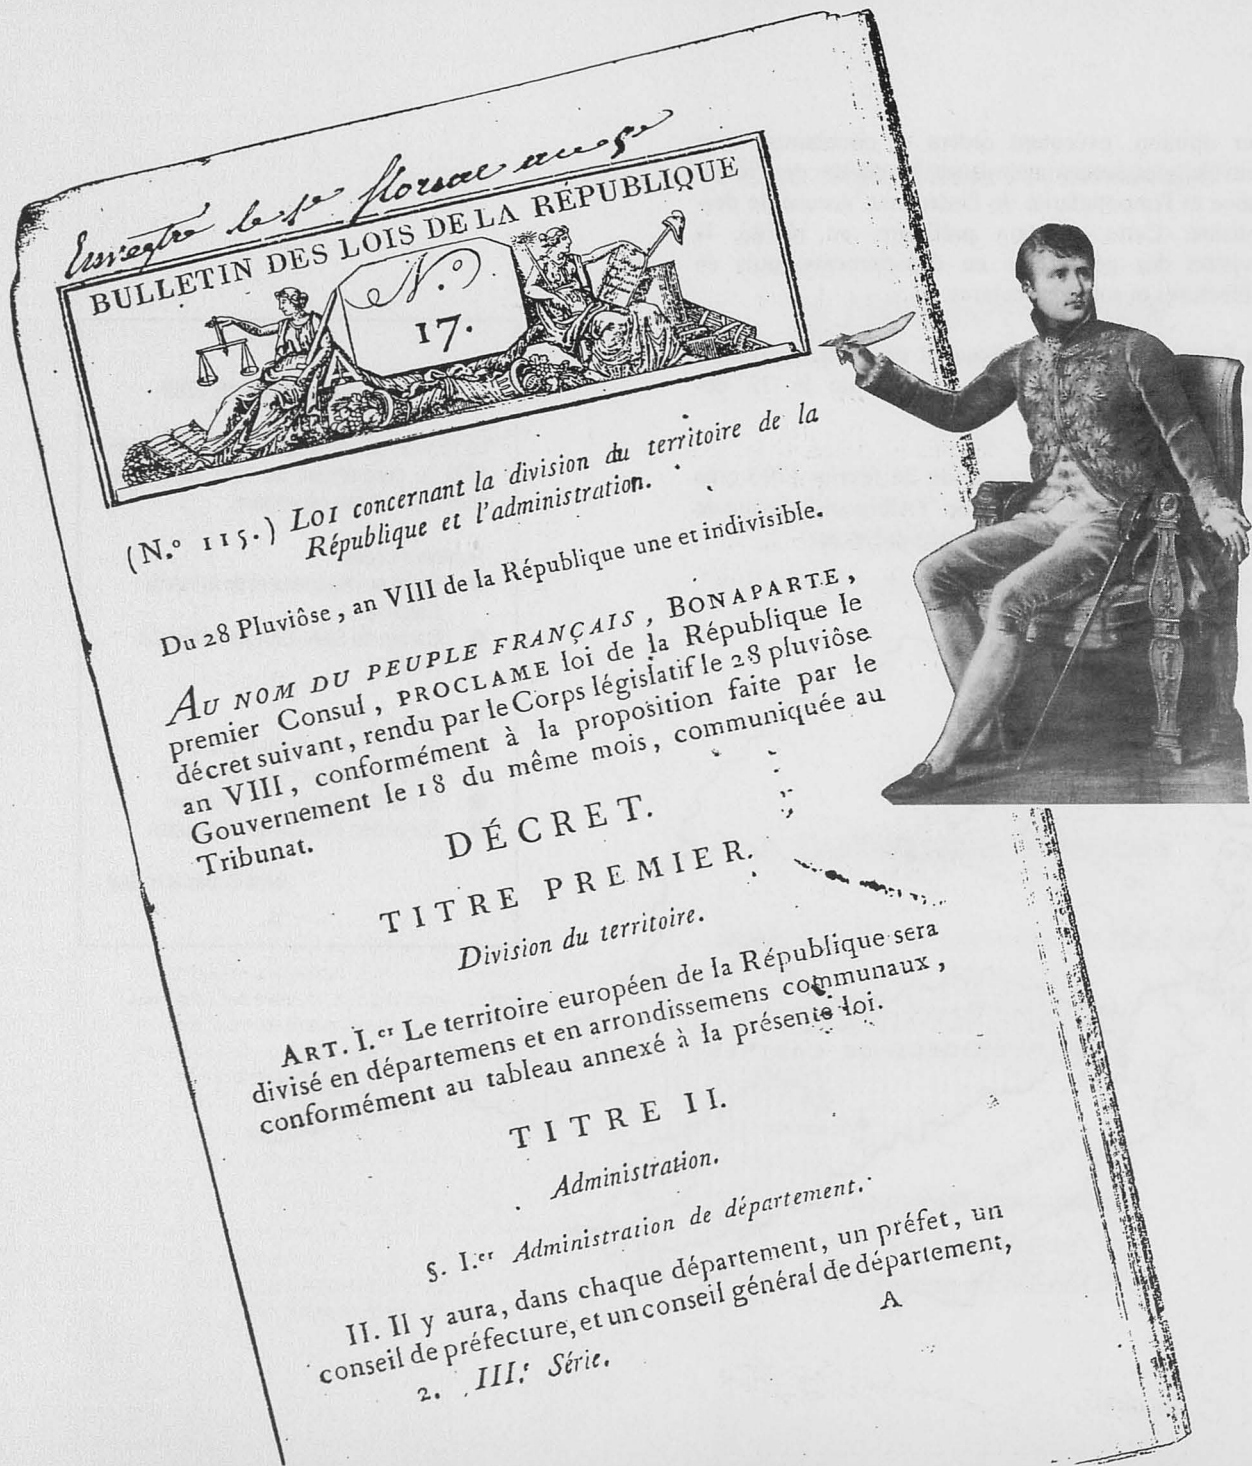 Enregtré le 1er floreal an 8e
BULLETIN DES LOIS DE LA RÉPUBLIQUE
N.º
17.
(N.º 115.) LOI concernant la division du territoire de la
République et l'administration.
Du 28 Pluviôse, an VIII de la République une et indivisible.
AU NOM DU PEUPLE FRANÇAIS, BONAPARTE,
premier Consul, PROCLAME loi de la République le
décret suivant, rendu par le Corps législatif le 28 pluviôse
an VIII, conformément à la proposition faite par le
Gouvernement le 18 du même mois, communiquée au
Tribunat.
DÉCRET.
TITRE PREMIER.
Division du territoire.
ART. I.er Le territoire européen de la République sera
divisé en départemens et en arrondissemens communaux,
conformément au tableau annexé à la présente loi.
TITRE II.
Administration.
§. I.er Administration de département.
II. Il y aura, dans chaque département, un préfet, un
conseil de préfecture, et un conseil général de département,
2. III.e Série.
A